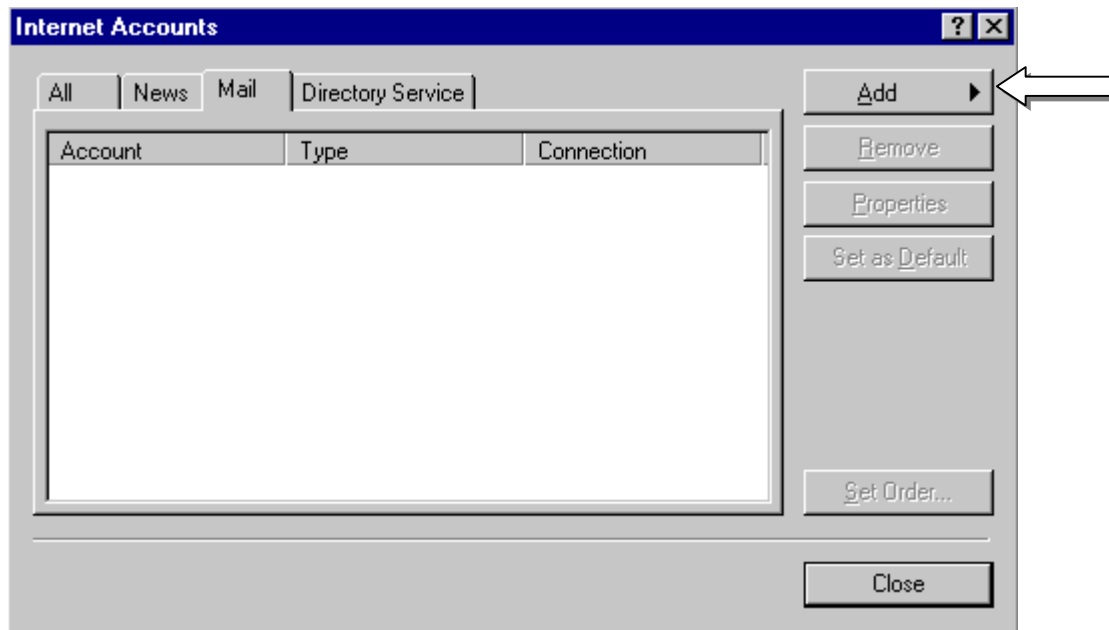 Internet Accounts
All News Mail Directory Service
Account Type Connection
Add
Remove
Properties
Set as Default
Set Order...
Close